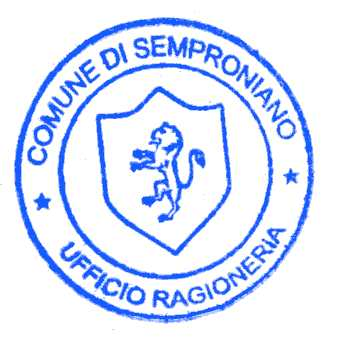 COMUNE DI SEMPRONIANO
UFFICIO RAGIONERIA